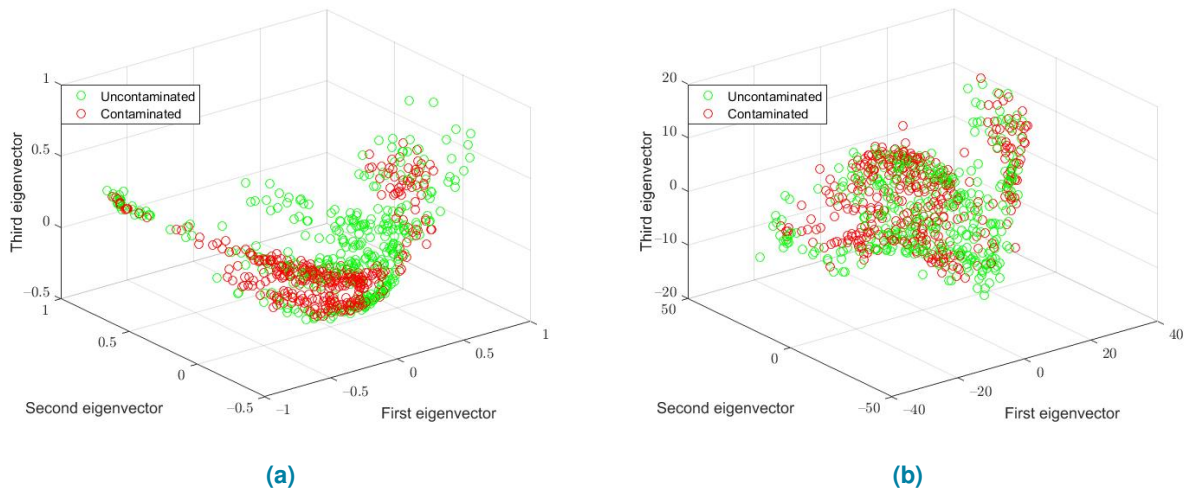 1
0.5
0
−0.5
Third eigenvector
Uncontaminated
Contaminated
1
0.5
0
−0.5
Second eigenvector
−1
−0.5
0
0.5
1
First eigenvector
(a)
20
10
0
−10
−20
Third eigenvector
Uncontaminated
Contaminated
50
0
−50
Second eigenvector
−40
−20
0
20
40
First eigenvector
(b)